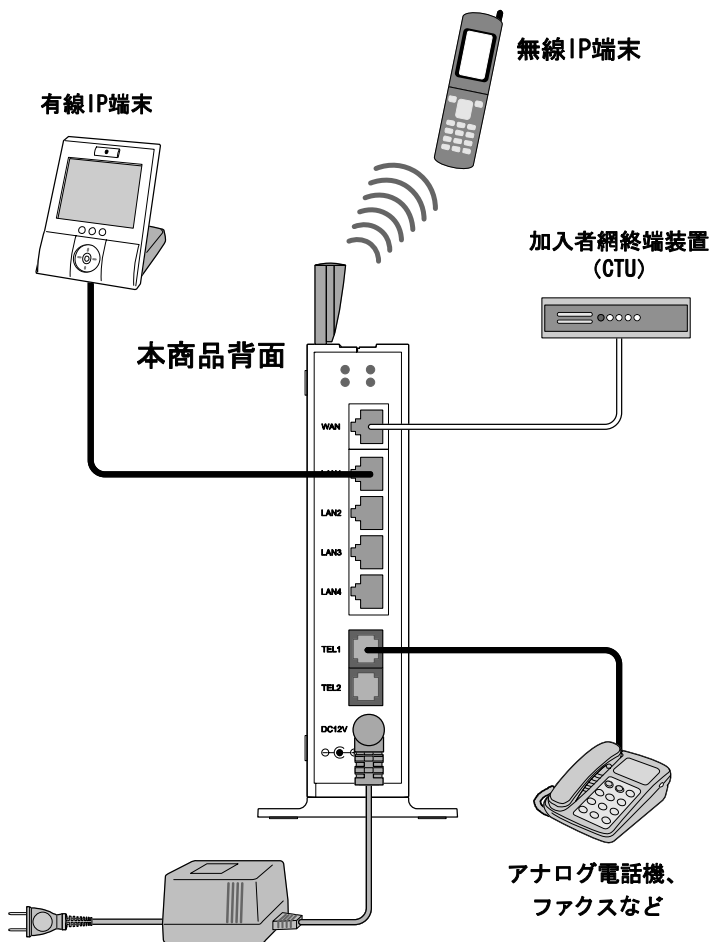 無線IP端末
有線IP端末
加入者網終端装置
(CTU)
本商品背面
WAN
LAN2
LAN3
LAN4
TEL1
TEL2
DC12V
アナログ電話機、
ファクスなど